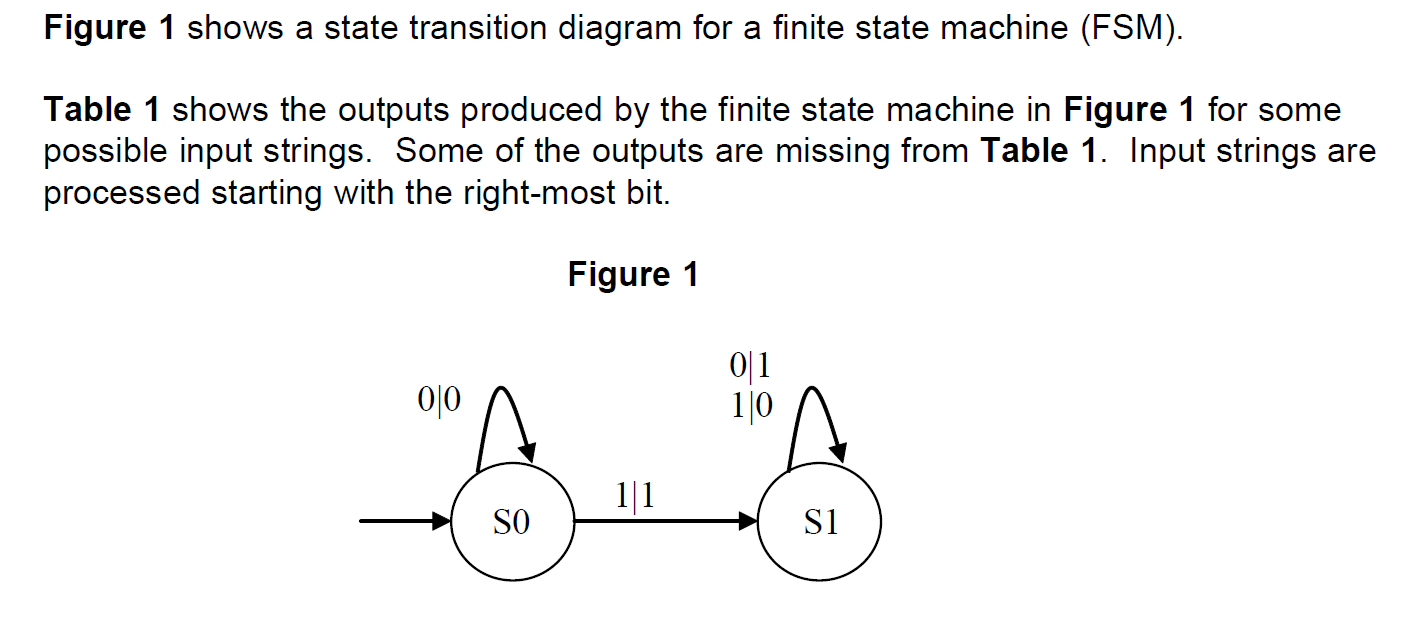 Figure 1 shows a state transition diagram for a finite state machine (FSM).
Table 1 shows the outputs produced by the finite state machine in Figure 1 for some
possible input strings.  Some of the outputs are missing from Table 1.  Input strings are
processed starting with the right-most bit.
Figure 1
0|1
0|0
1|0
1|1
S0
S1